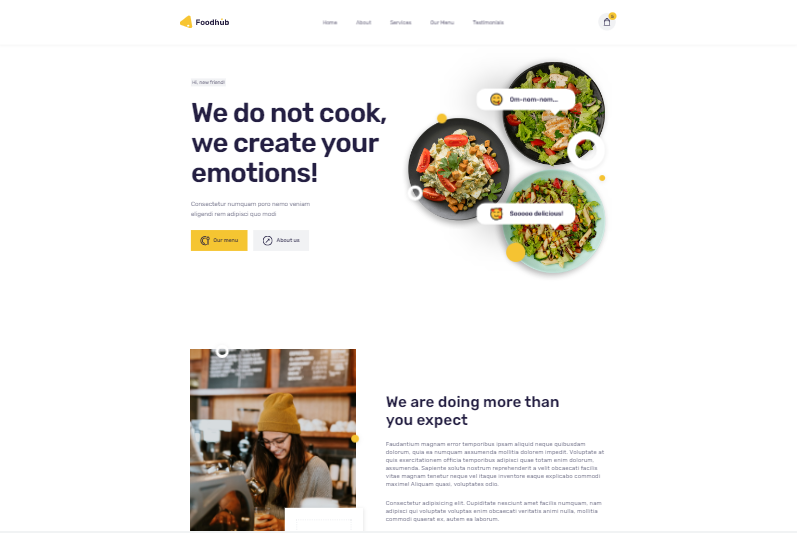 Foodhub
Home About Services Our Menu Testimonials
Hi, new friend!
We do not cook,
we create your
emotions!
Consectetur numquam poro nemo veniam
eligendi rem adipisci quo modi
Our menu About us
Om-nom-nom...
Sooooo delicious!
We are doing more than
you expect
Faudantium magnam error temporibus ipsam aliquid neque quibusdam
dolorum, quia ea numquam assumenda mollitia dolorem impedit. Voluptate at
quis exercitationem officia temporibus adipisci quae totam enim dolorum,
assumenda. Sapiente soluta nostrum reprehenderit a velit obcaecati facilis
vitae magnam tenetur neque vel itaque inventore eaque explicabo commodi
maxime! Aliquam quasi, voluptates odio.
Consectetur adipisicing elit. Cupiditate nesciunt amet facilis numquam, nam
adipisci qui voluptate voluptas enim obcaecati veritatis animi nulla, mollitia
commodi quaerat ex, autem ea laborum.